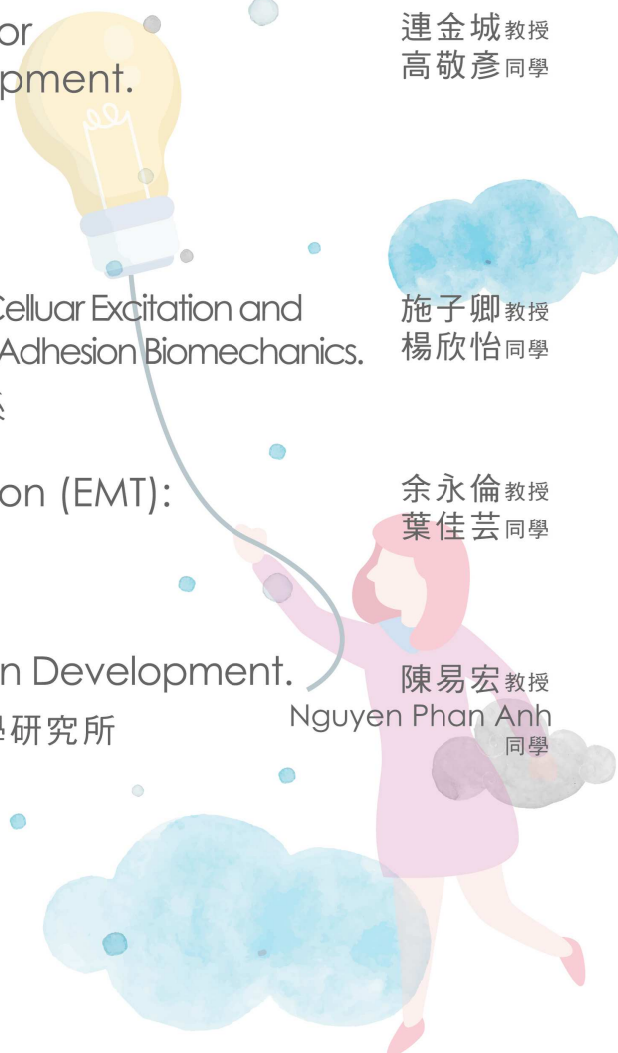 or 連金城教授
pment. 高敬彥同學
Celluar Excitation and 施子卿教授
Adhesion Biomechanics. 楊欣怡同學
on (EMT): 余永倫教授
葉佳芸同學
n Development. 陳易宏教授
學研究所 Nguyen Phan Anh
同學